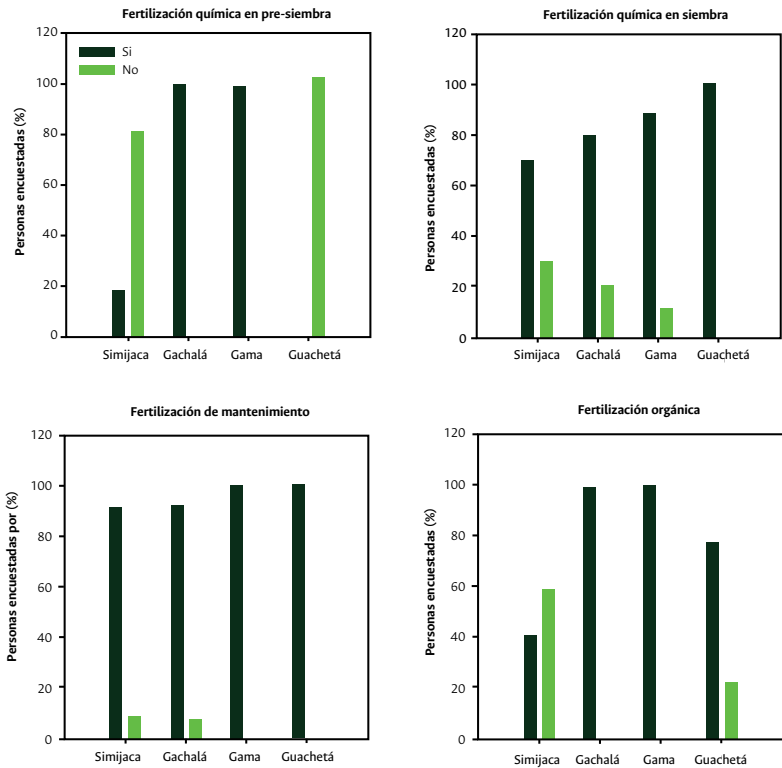 Fertilización química en pre-siembra
120
100
80
60
40
20
0
Personas encuestadas (%)
Si
No
Simijaca Gachalá Gama Guachetá
Fertilización química en siembra
120
100
80
60
40
20
0
Personas encuestadas (%)
Simijaca Gachalá Gama Guachetá
Fertilización de mantenimiento
120
100
80
60
40
20
0
Personas encuestadas por (%)
Simijaca Gachalá Gama Guachetá
Fertilización orgánica
120
100
80
60
40
20
0
Personas encuestadas (%)
Simijaca Gachalá Gama Guachetá